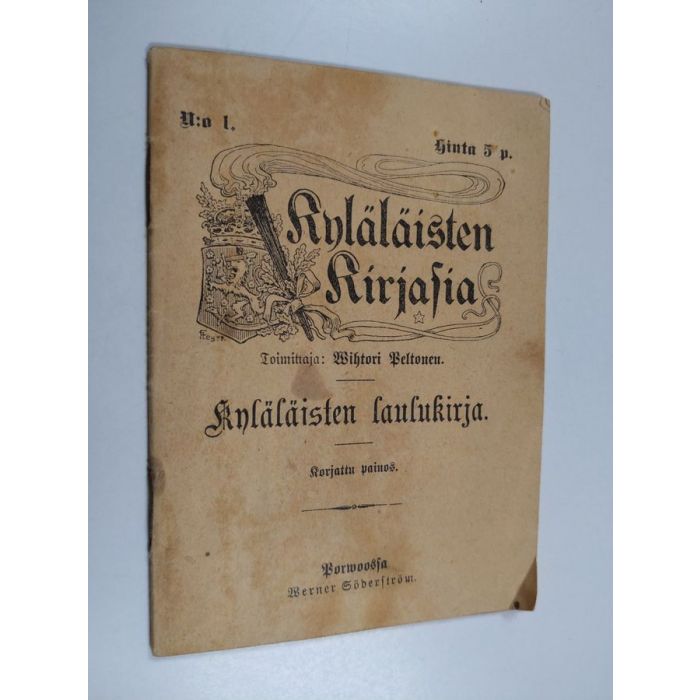 N:o 1.
Hinta 5 p.
Kyläläisten
Kirjasia
Toimittaja: Wihtori Peltonen.
Kyläläisten laulukirja.
Korjattu painos.
Porwoossa
Werner Söderström.